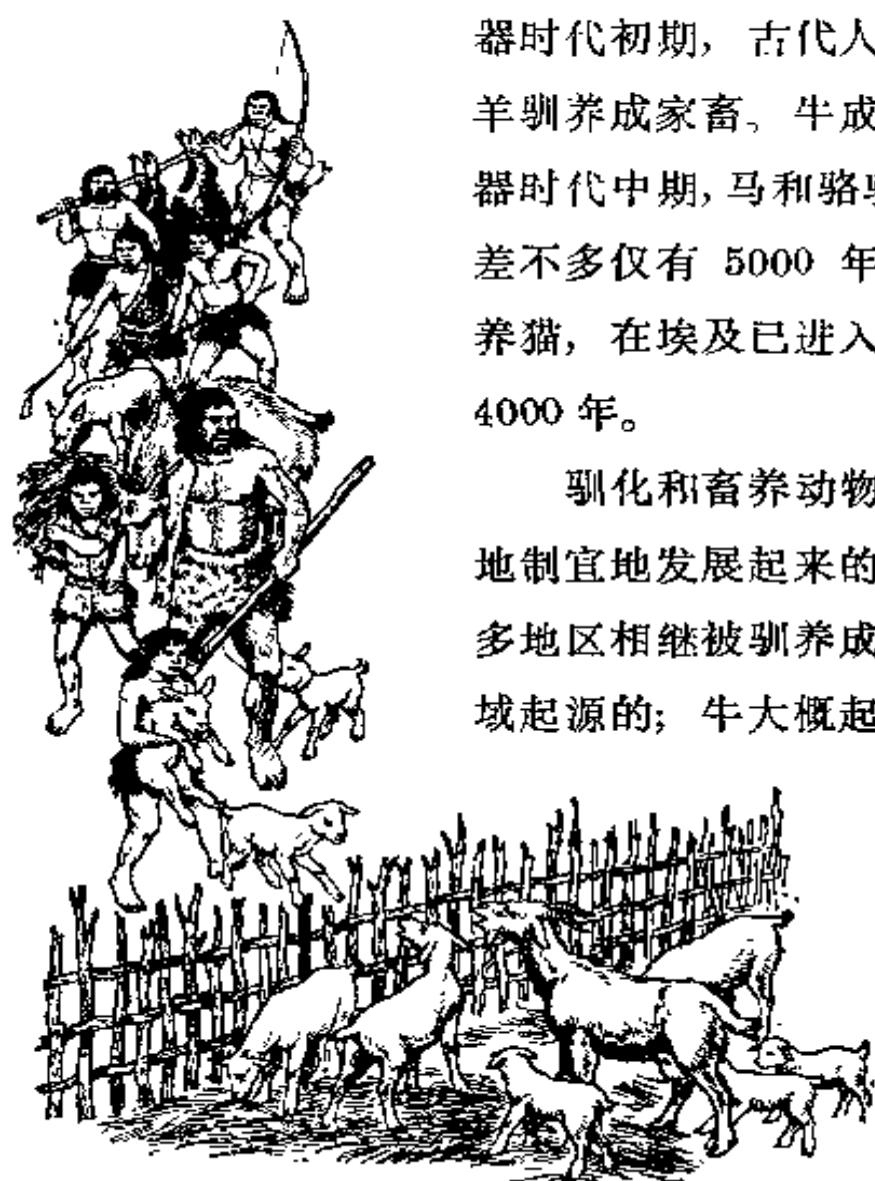 器时代初期，古代人
羊驯养成家畜。牛成
器时代中期，马和骆
差不多仅有 5000 年
养猫，在埃及已进入
4000 年。
驯化和畜养动物
地制宜地发展起来的
多地区相继被驯养成
域起源的；牛大概起